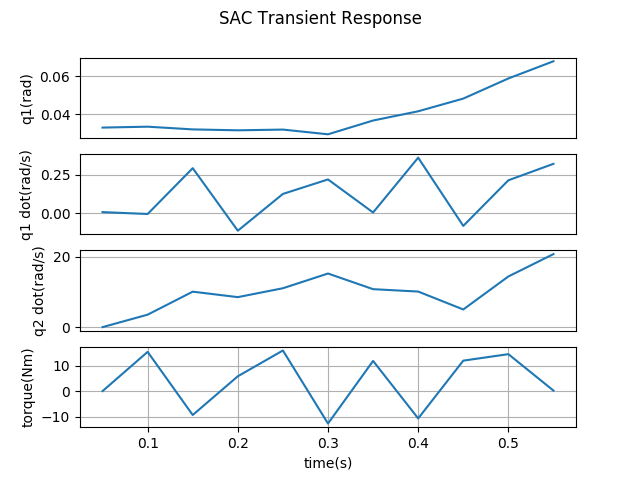 SAC Transient Response
0.06
0.04
q1(rad)
0.25
0.00
q1 dot(rad/s)
20
0
q2 dot(rad/s)
10
0
−10
torque(Nm)
0.1 0.2 0.3 0.4 0.5
time(s)